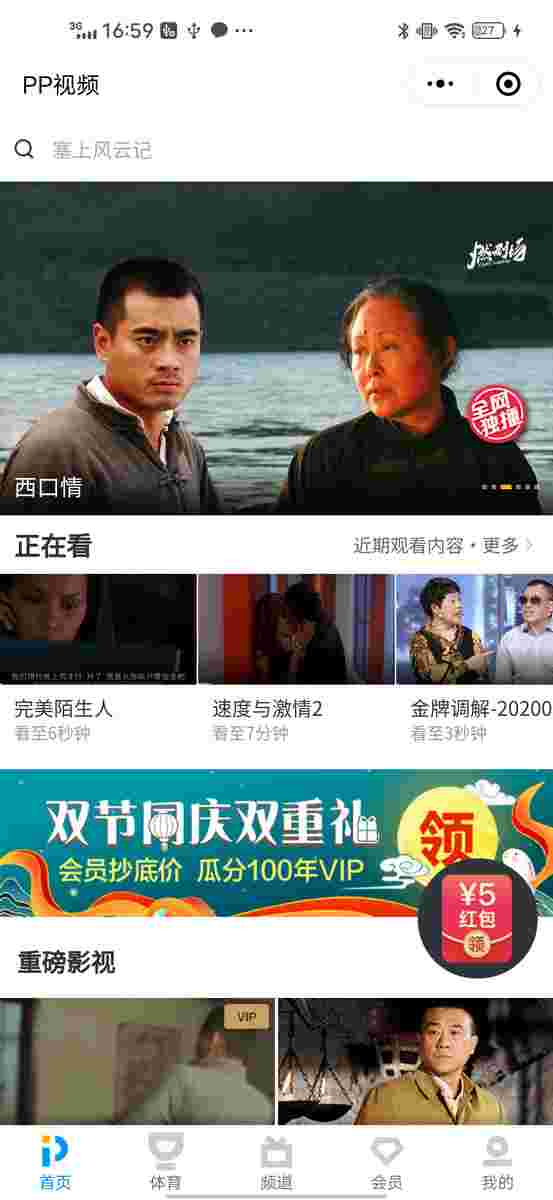 3G 16:59 27
PP视频
塞上风云记
燃剧场
全网
独播
西口情
正在看
近期观看内容·更多
完美陌生人
看至6秒钟
速度与激情2
看至7分钟
金牌调解-20200
看至3秒钟
双节同庆双重礼
会员抄底价 瓜分100年VIP
领
¥5
红包
领
重磅影视
VIP
首页
体育
频道
会员
我的